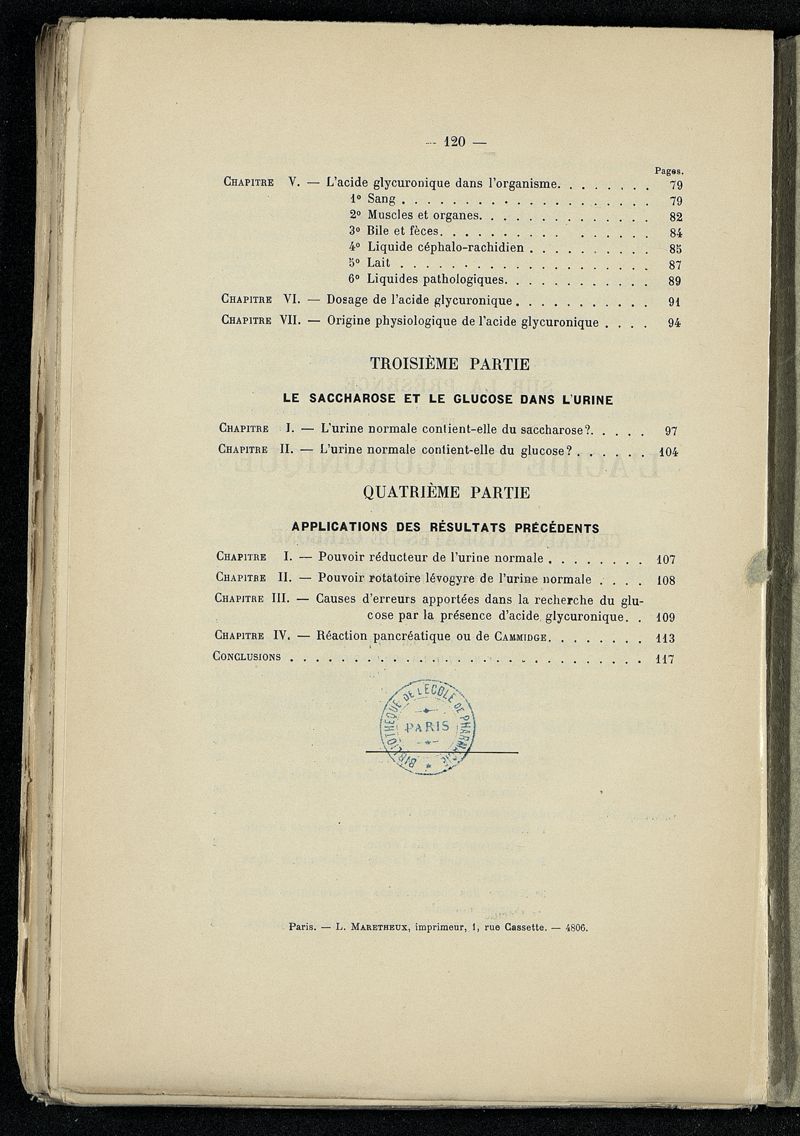 — 120 —
Pages.
CHAPITRE V. — L'acide glycuronique dans l'organisme. . . . . . . . 79
1º Sang . . . . . . . . . . . . . . . . . . . . 79
2º Muscles et organes. . . . . . . . . . . . . . 82
3º Bile et fèces. . . . . . . . . . . . . . . . 84
4º Liquide céphalo-rachidien . . . . . . . . . . 85
5º Lait . . . . . . . . . . . . . . . . . . . . 87
6º Liquides pathologiques. . . . . . . . . . . . 89
CHAPITRE VI. — Dosage de l'acide glycuronique . . . . . . . . . . . 91
CHAPITRE VII. — Origine physiologique de l'acide glycuronique . . . . 94
TROISIÈME PARTIE
LE SACCHAROSE ET LE GLUCOSE DANS L'URINE
CHAPITRE I. — L'urine normale contient-elle du saccharose?. . . . . 97
CHAPITRE II. — L'urine normale contient-elle du glucose? . . . . . . 104
QUATRIÈME PARTIE
APPLICATIONS DES RÉSULTATS PRÉCÉDENTS
CHAPITRE I. — Pouvoir réducteur de l'urine normale . . . . . . . . 107
CHAPITRE II. — Pouvoir rotatoire lévogyre de l'urine normale . . . . 108
CHAPITRE III. — Causes d'erreurs apportées dans la recherche du glu-
cose par la présence d'acide glycuronique. . 109
CHAPITRE IV. — Réaction pancréatique ou de CAMMIDGE. . . . . . . . 113
CONCLUSIONS . . . . . . . . . . . . . . . . . . . . . . . . . . . . 117
BIBLIOTHÈQUE DE L'ÉCOLE DE PHARMACIE
PARIS
Paris. — L. MARETHEUX, imprimeur, 1, rue Cassette. — 4806.